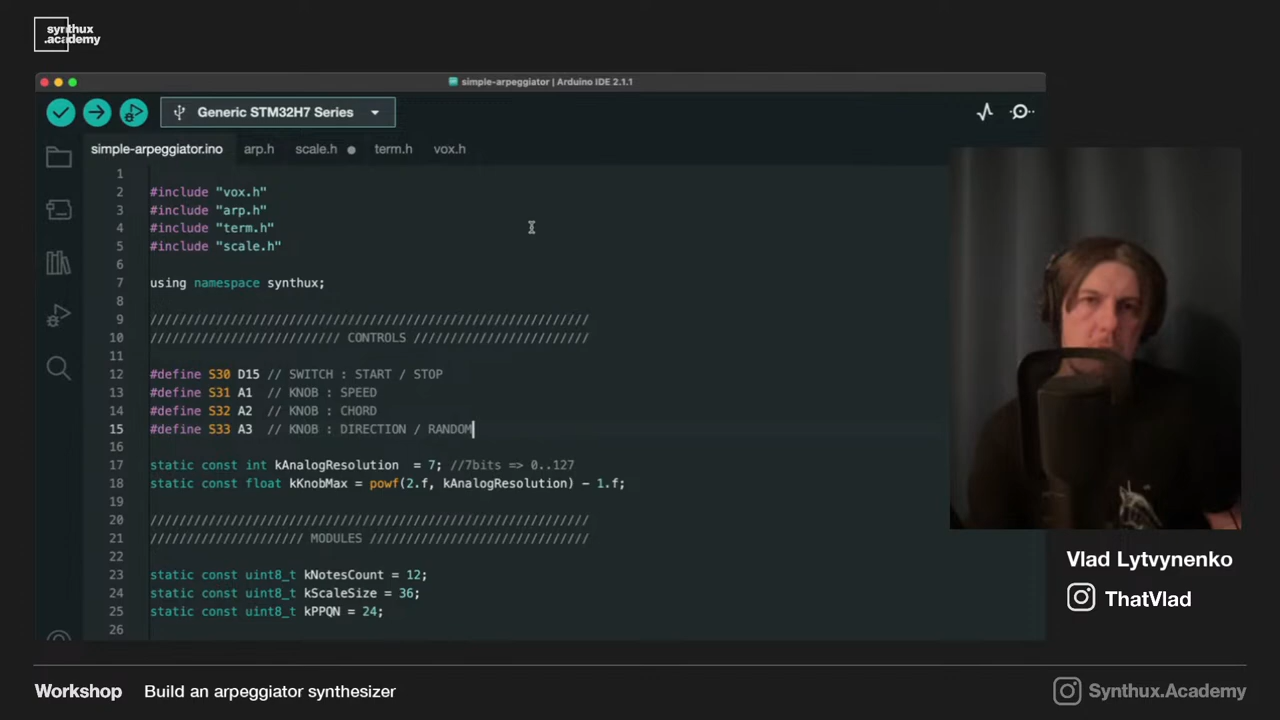 synthux
.academy
simple-arpeggiator | Arduino IDE 2.1.1
Generic STM32H7 Series
simple-arpeggiator.ino arp.h scale.h term.h vox.h
1
2 #include "vox.h"
3 #include "arp.h"
4 #include "term.h"
5 #include "scale.h"
6
7 using namespace synthux;
8
9 ////////////////////////////////////////////////////////////
10 ////////////////////////// CONTROLS ////////////////////////
11
12 #define S30 D15 // SWITCH : START / STOP
13 #define S31 A1 // KNOB : SPEED
14 #define S32 A2 // KNOB : CHORD
15 #define S33 A3 // KNOB : DIRECTION / RANDOM
16
17 static const int kAnalogResolution = 7; //7bits => 0..127
18 static const float kKnobMax = powf(2.f, kAnalogResolution) - 1.f;
19
20 ////////////////////////////////////////////////////////////
21 ///////////////////// MODULES //////////////////////////////
22
23 static const uint8_t kNotesCount = 12;
24 static const uint8_t kScaleSize = 36;
25 static const uint8_t kPPQN = 24;
26
Vlad Lytvynenko
ThatVlad
Workshop Build an arpeggiator synthesizer
Synthux.Academy